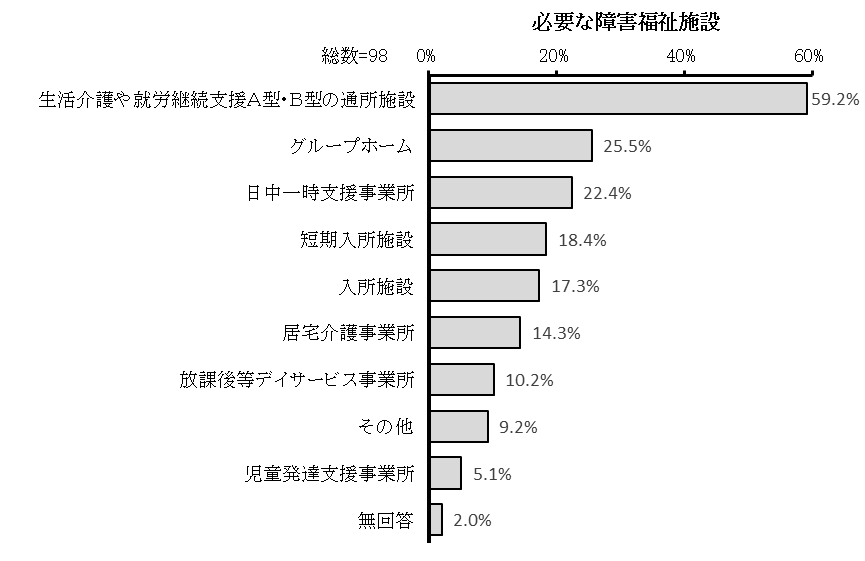 必要な障害福祉施設
総数=98 0% 20% 40% 60%
生活介護や就労継続支援A型・B型の通所施設 59.2%
グループホーム 25.5%
日中一時支援事業所 22.4%
短期入所施設 18.4%
入所施設 17.3%
居宅介護事業所 14.3%
放課後等デイサービス事業所 10.2%
その他 9.2%
児童発達支援事業所 5.1%
無回答 2.0%